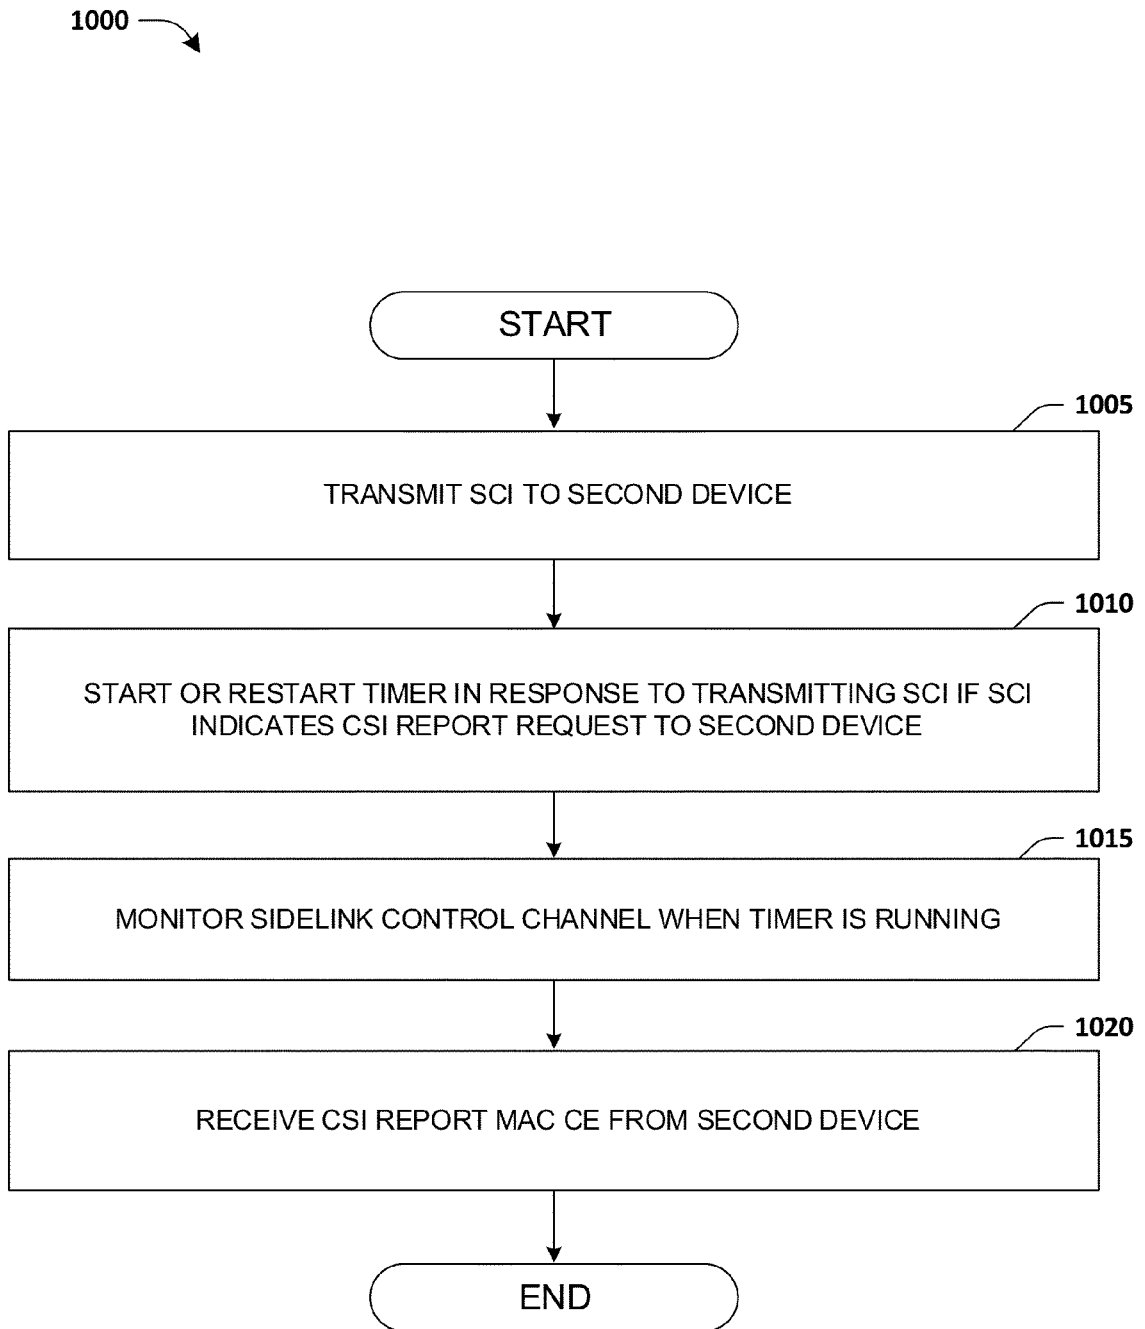 1000
START
1005
TRANSMIT SCI TO SECOND DEVICE
1010
START OR RESTART TIMER IN RESPONSE TO TRANSMITTING SCI IF SCI
INDICATES CSI REPORT REQUEST TO SECOND DEVICE
1015
MONITOR SIDELINK CONTROL CHANNEL WHEN TIMER IS RUNNING
1020
RECEIVE CSI REPORT MAC CE FROM SECOND DEVICE
END